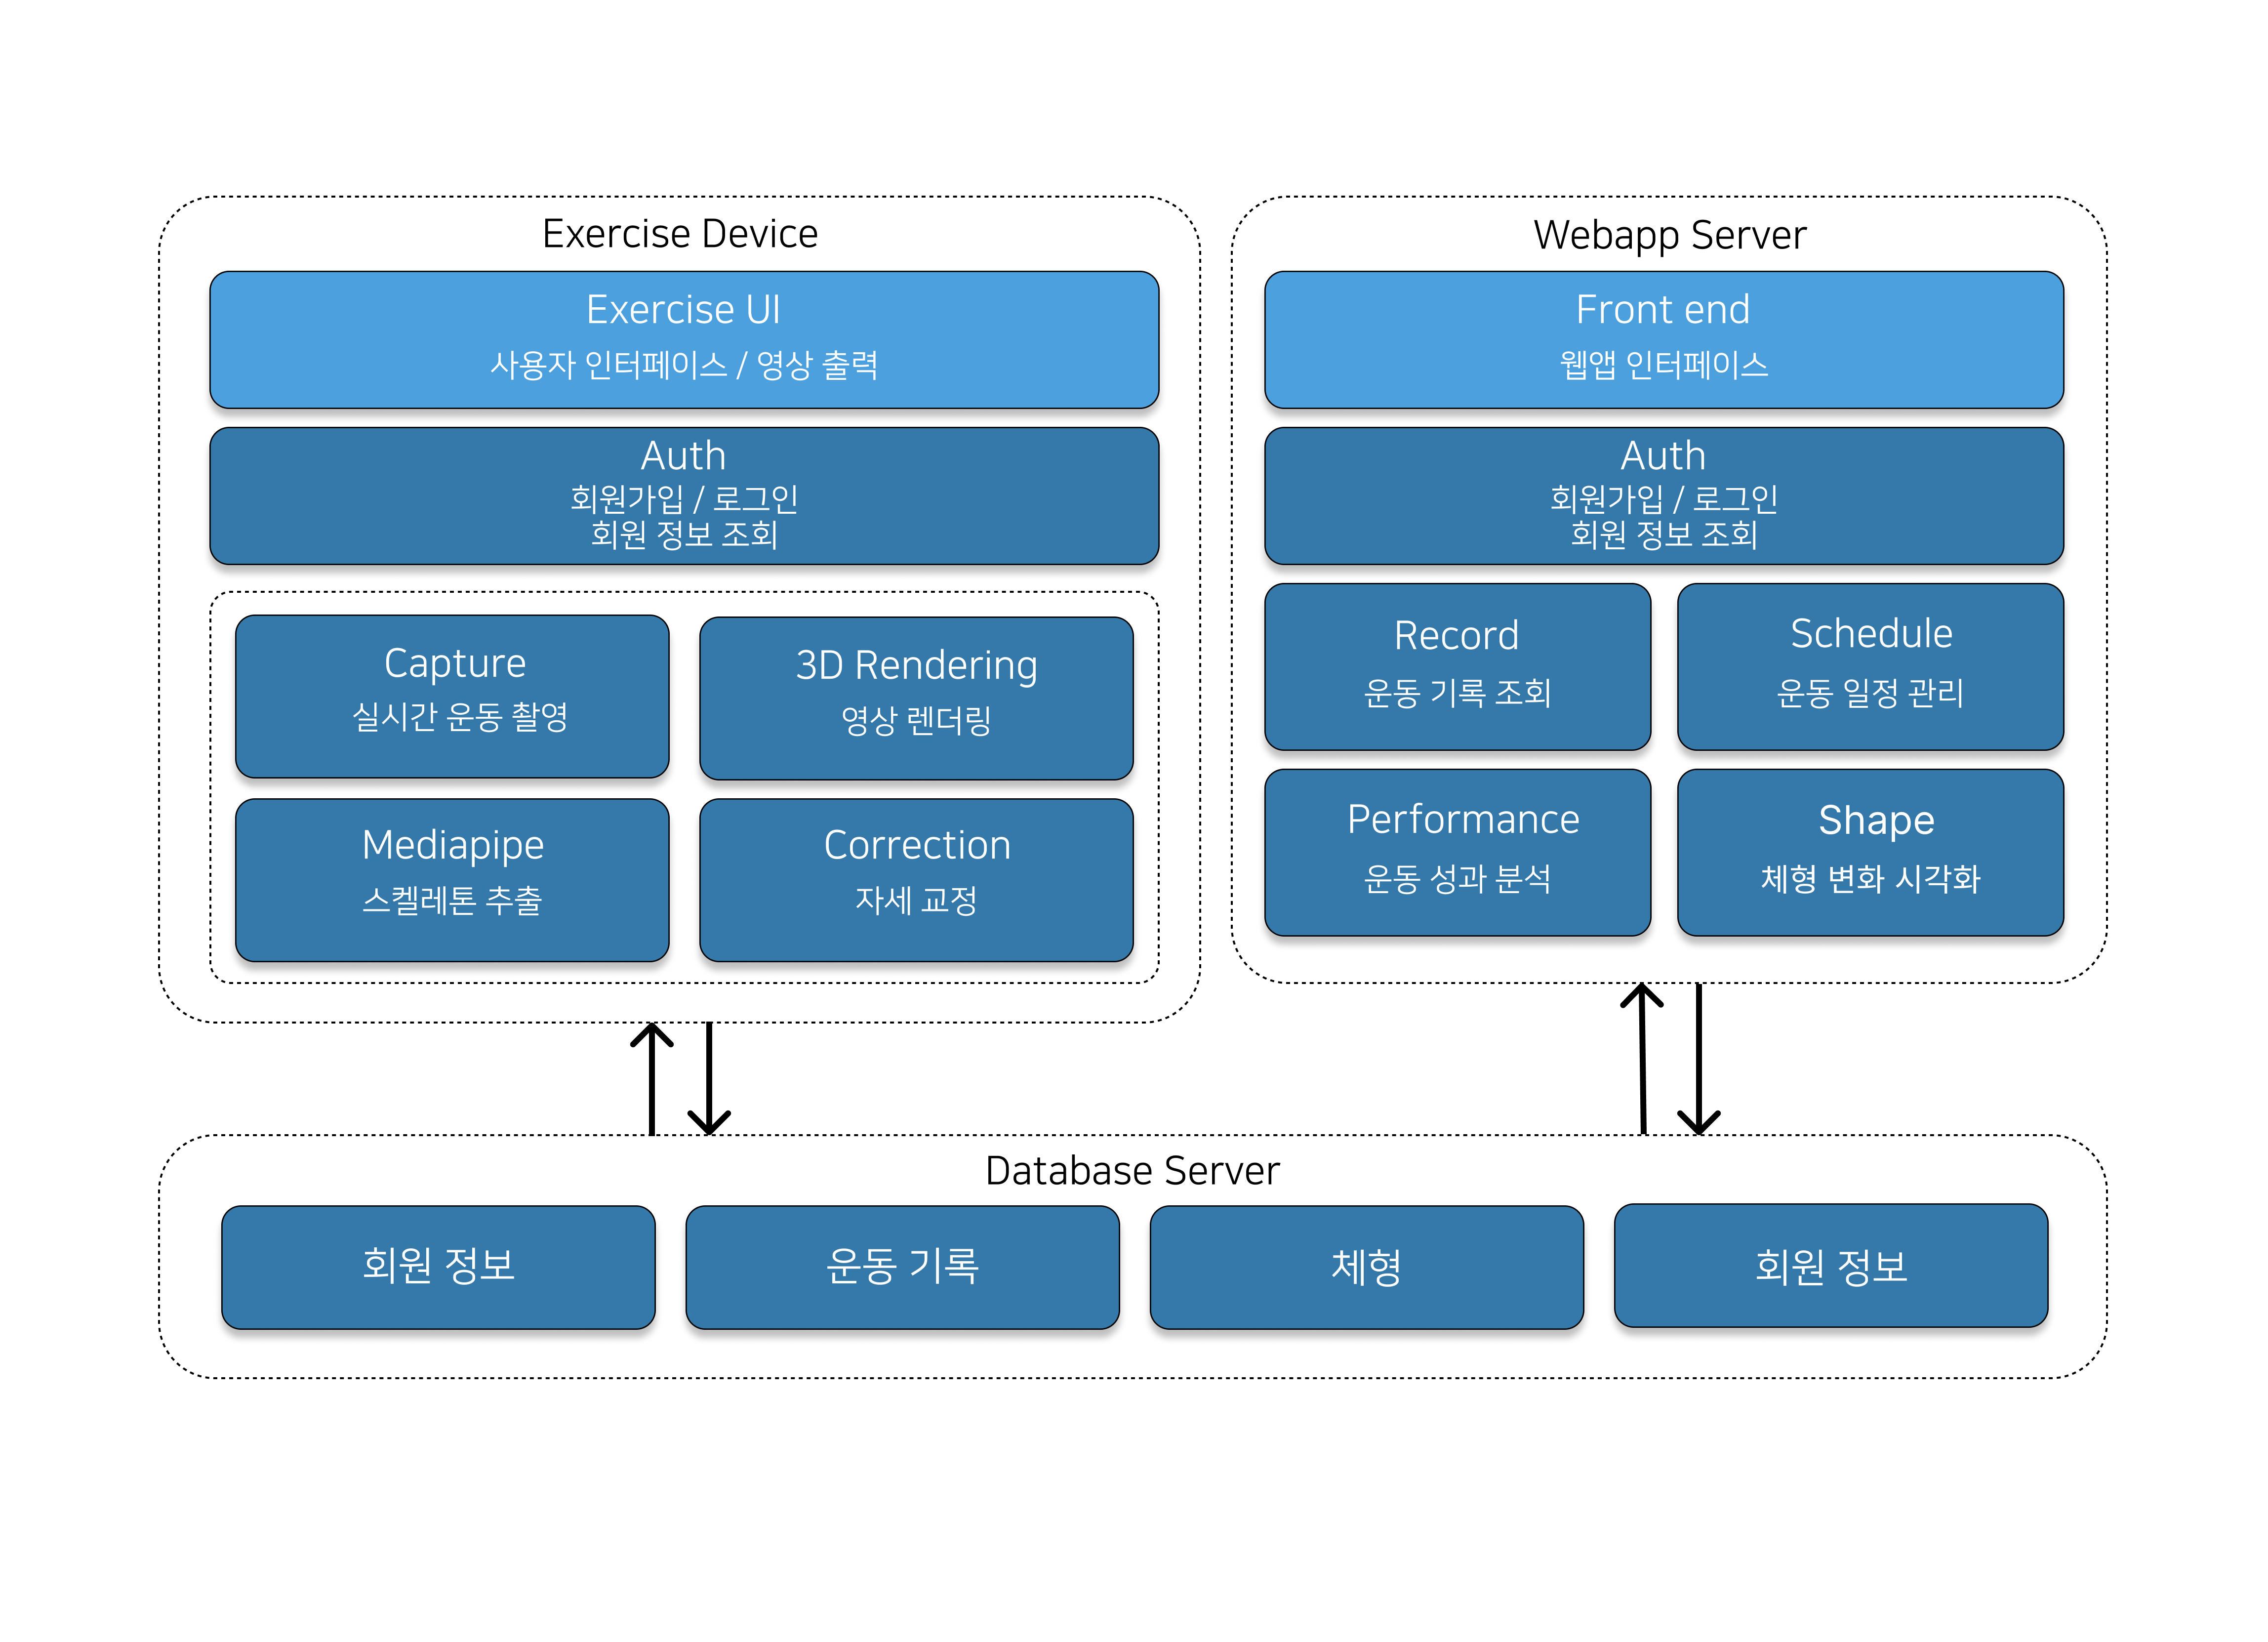 Exercise Device
Exercise UI
사용자 인터페이스 / 영상 출력
Auth
회원가입 / 로그인
회원 정보 조회
Capture
실시간 운동 촬영
3D Rendering
영상 렌더링
Mediapipe
스켈레톤 추출
Correction
자세 교정
Webapp Server
Front end
웹앱 인터페이스
Auth
회원가입 / 로그인
회원 정보 조회
Record
운동 기록 조회
Schedule
운동 일정 관리
Performance
운동 성과 분석
Shape
체형 변화 시각화
Database Server
회원 정보
운동 기록
체형
회원 정보